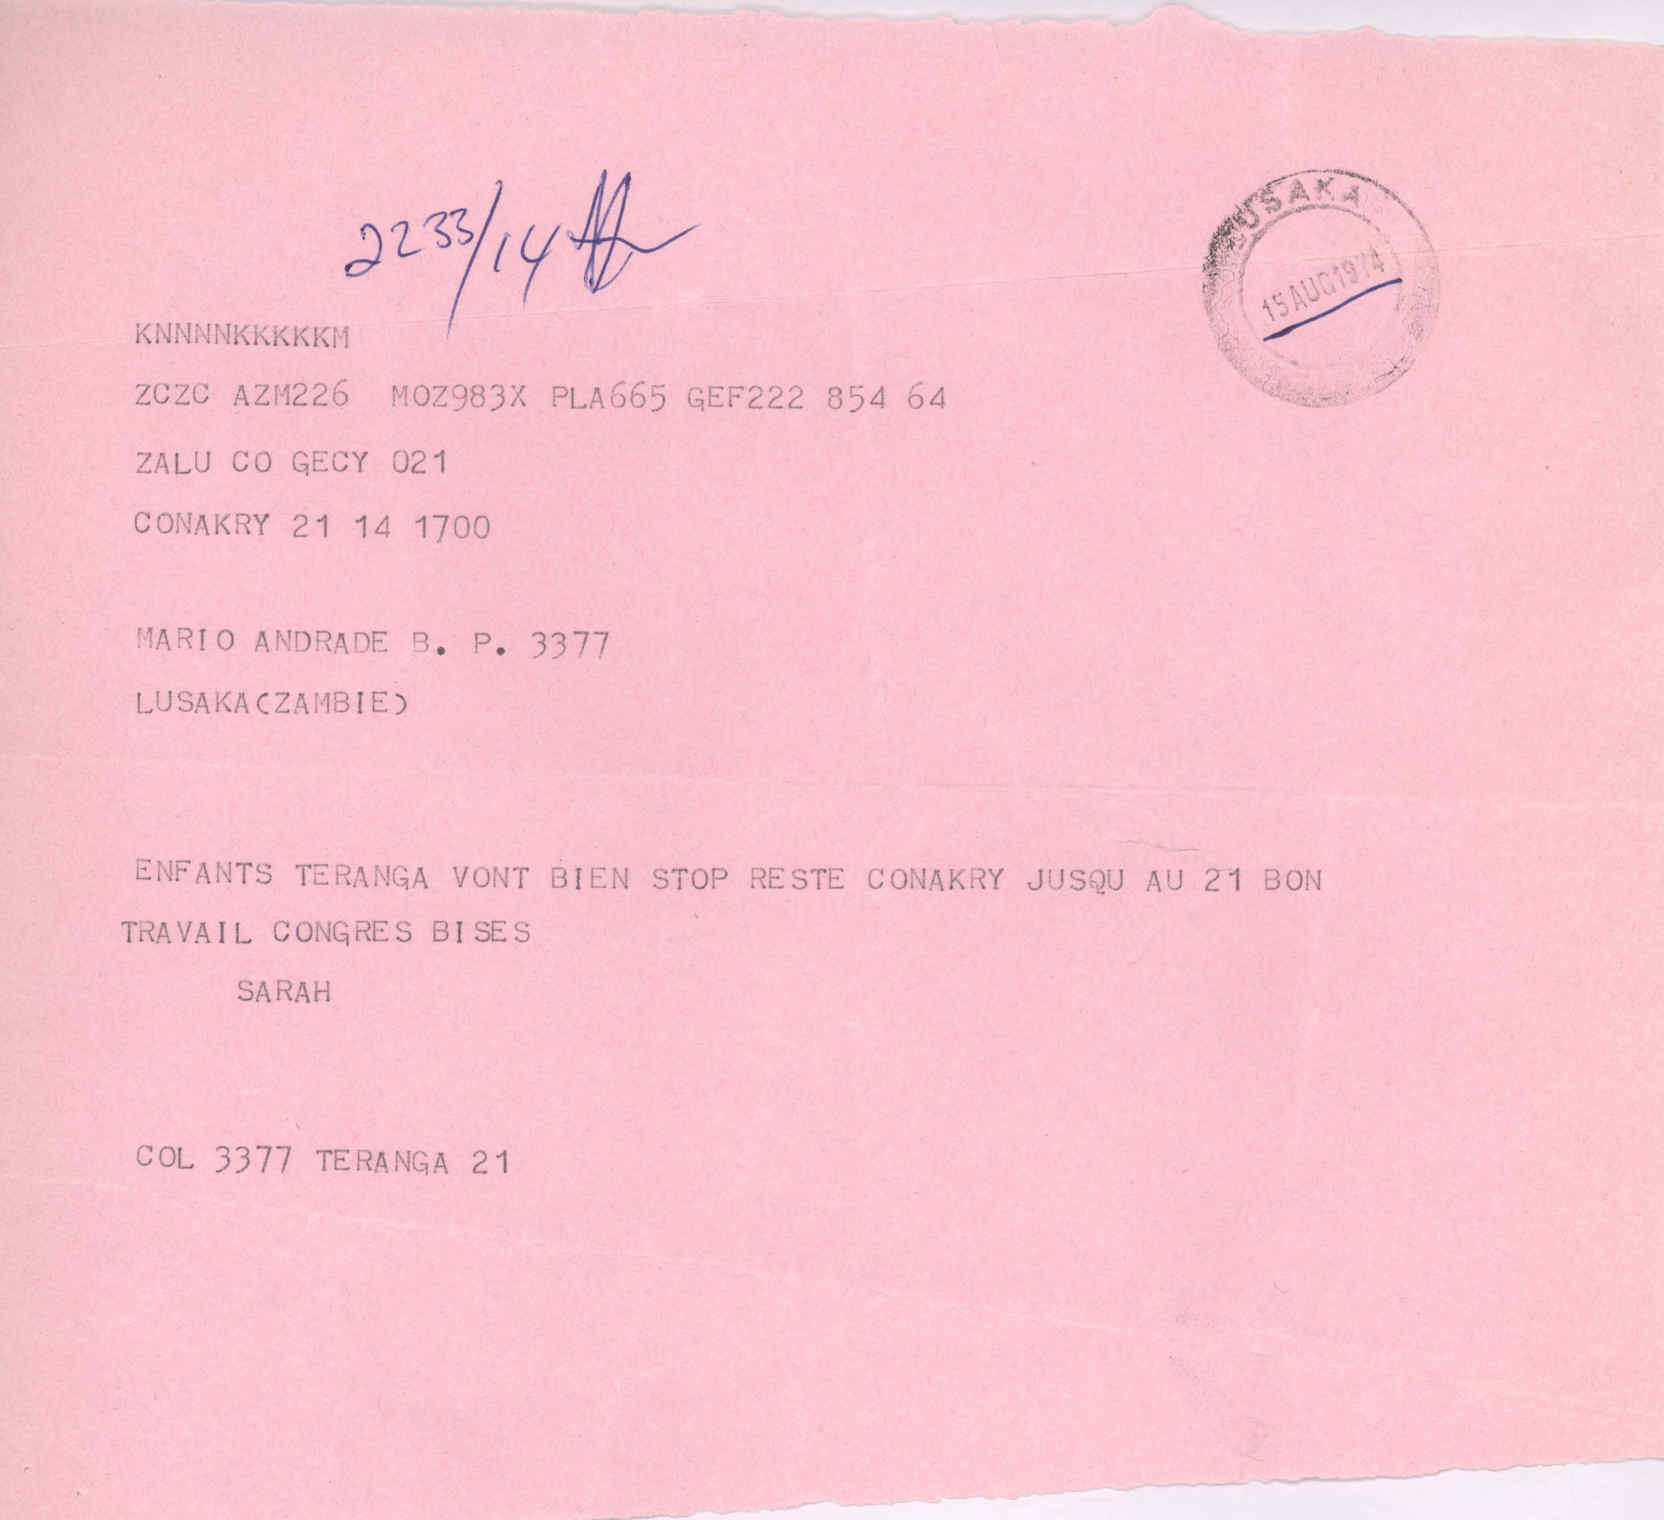 2233/14
LUSAKA
15 AUG 1974
KNNNNKKKKKM
ZCZC AZM226 MOZ983X PLA665 GEF222 854 64
ZALU CO GECY 021
CONAKRY 21 14 1700
MARIO ANDRADE B. P. 3377
LUSAKA(ZAMBIE)
ENFANTS TERANGA VONT BIEN STOP RESTE CONAKRY JUSQU AU 21 BON
TRAVAIL CONGRES BISES
SARAH
COL 3377 TERANGA 21